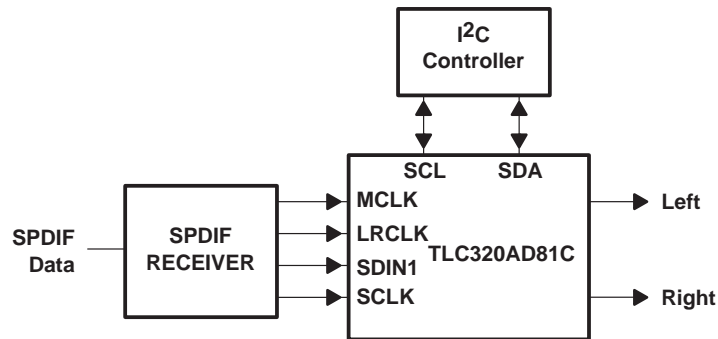 I²C
Controller
SCL SDA
MCLK
LRCLK
SDIN1
SCLK
TLC320AD81C
SPDIF
Data
SPDIF
RECEIVER
Left
Right